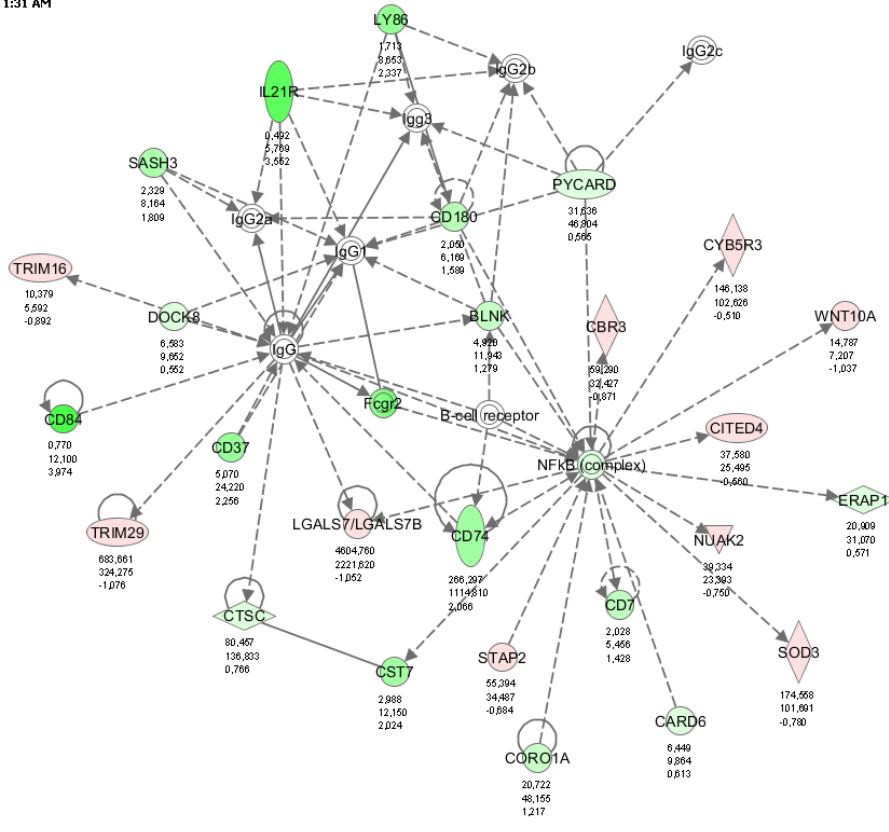 1:31 AM
LY86
1,713
8,653
2,337
IgG2c
IgG2b
IL21R
0,492
5,769
3,552
Igg3
SASH3
2,329
8,164
1,809
PYCARD
31,636
46,804
0,565
IgG2a
CD180
2,050
6,169
1,589
CYB5R3
146,138
102,626
-0,510
IgG1
TRIM16
10,379
5,592
-0,892
DOCK8
6,583
9,652
0,552
BLNK
4,920
11,943
1,279
CBR3
59,290
32,427
-0,871
WNT10A
14,787
7,207
-1,037
IgG
CD84
0,770
12,100
3,974
Fcgr2
B-cell receptor
CITED4
37,580
25,495
-0,560
CD37
5,070
24,220
2,256
NFkB (complex)
ERAP1
20,909
31,070
0,571
TRIM29
683,661
324,275
-1,076
LGALS7/LGALS7B
4604,760
2221,620
-1,052
CD74
266,297
1114,810
2,066
NUAK2
39,334
23,393
-0,750
CTSC
80,457
136,833
0,766
CD7
2,028
5,456
1,428
CST7
2,988
12,150
2,024
STAP2
55,394
34,487
-0,684
SOD3
174,558
101,691
-0,780
CARD6
6,449
9,864
0,613
CORO1A
20,722
48,155
1,217